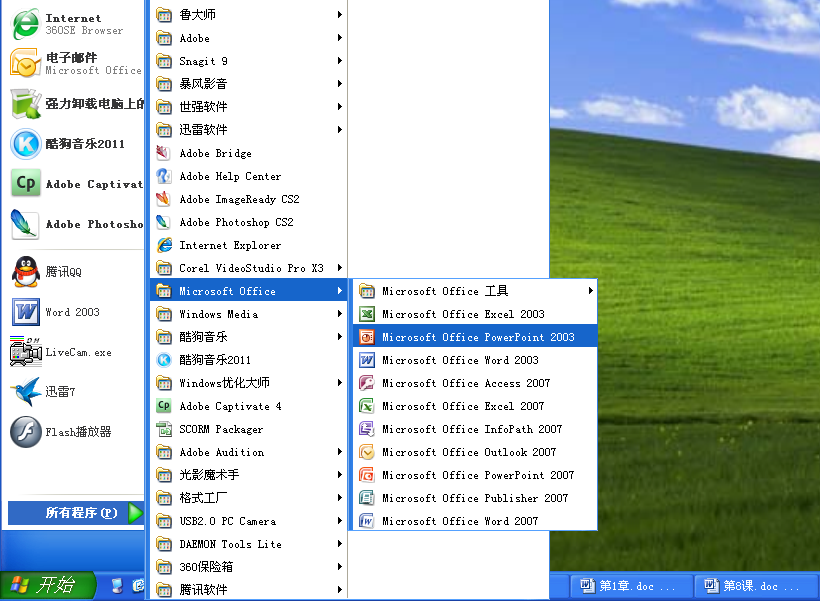 Internet
360SE Browser
电子邮件
Microsoft Office
强力卸载电脑上的
酷狗音乐2011
Adobe Captivat
Adobe Photosho
腾讯QQ
Word 2003
LiveCam.exe
迅雷7
Flash播放器
所有程序(P)
开始
鲁大师
Adobe
Snagit 9
暴风影音
世强软件
迅雷软件
Adobe Bridge
Adobe Help Center
Adobe ImageReady CS2
Adobe Photoshop CS2
Internet Explorer
Corel VideoStudio Pro X3
Microsoft Office
Windows Media
酷狗音乐
酷狗音乐2011
Windows优化大师
Adobe Captivate 4
SCORM Packager
Adobe Audition
光影魔术手
格式工厂
USB2.0 PC Camera
DAEMON Tools Lite
360保险箱
腾讯软件
Microsoft Office 工具
Microsoft Office Excel 2003
Microsoft Office PowerPoint 2003
Microsoft Office Word 2003
Microsoft Office Access 2007
Microsoft Office Excel 2007
Microsoft Office InfoPath 2007
Microsoft Office Outlook 2007
Microsoft Office PowerPoint 2007
Microsoft Office Publisher 2007
Microsoft Office Word 2007
第1章.doc ...
第8课.doc ...